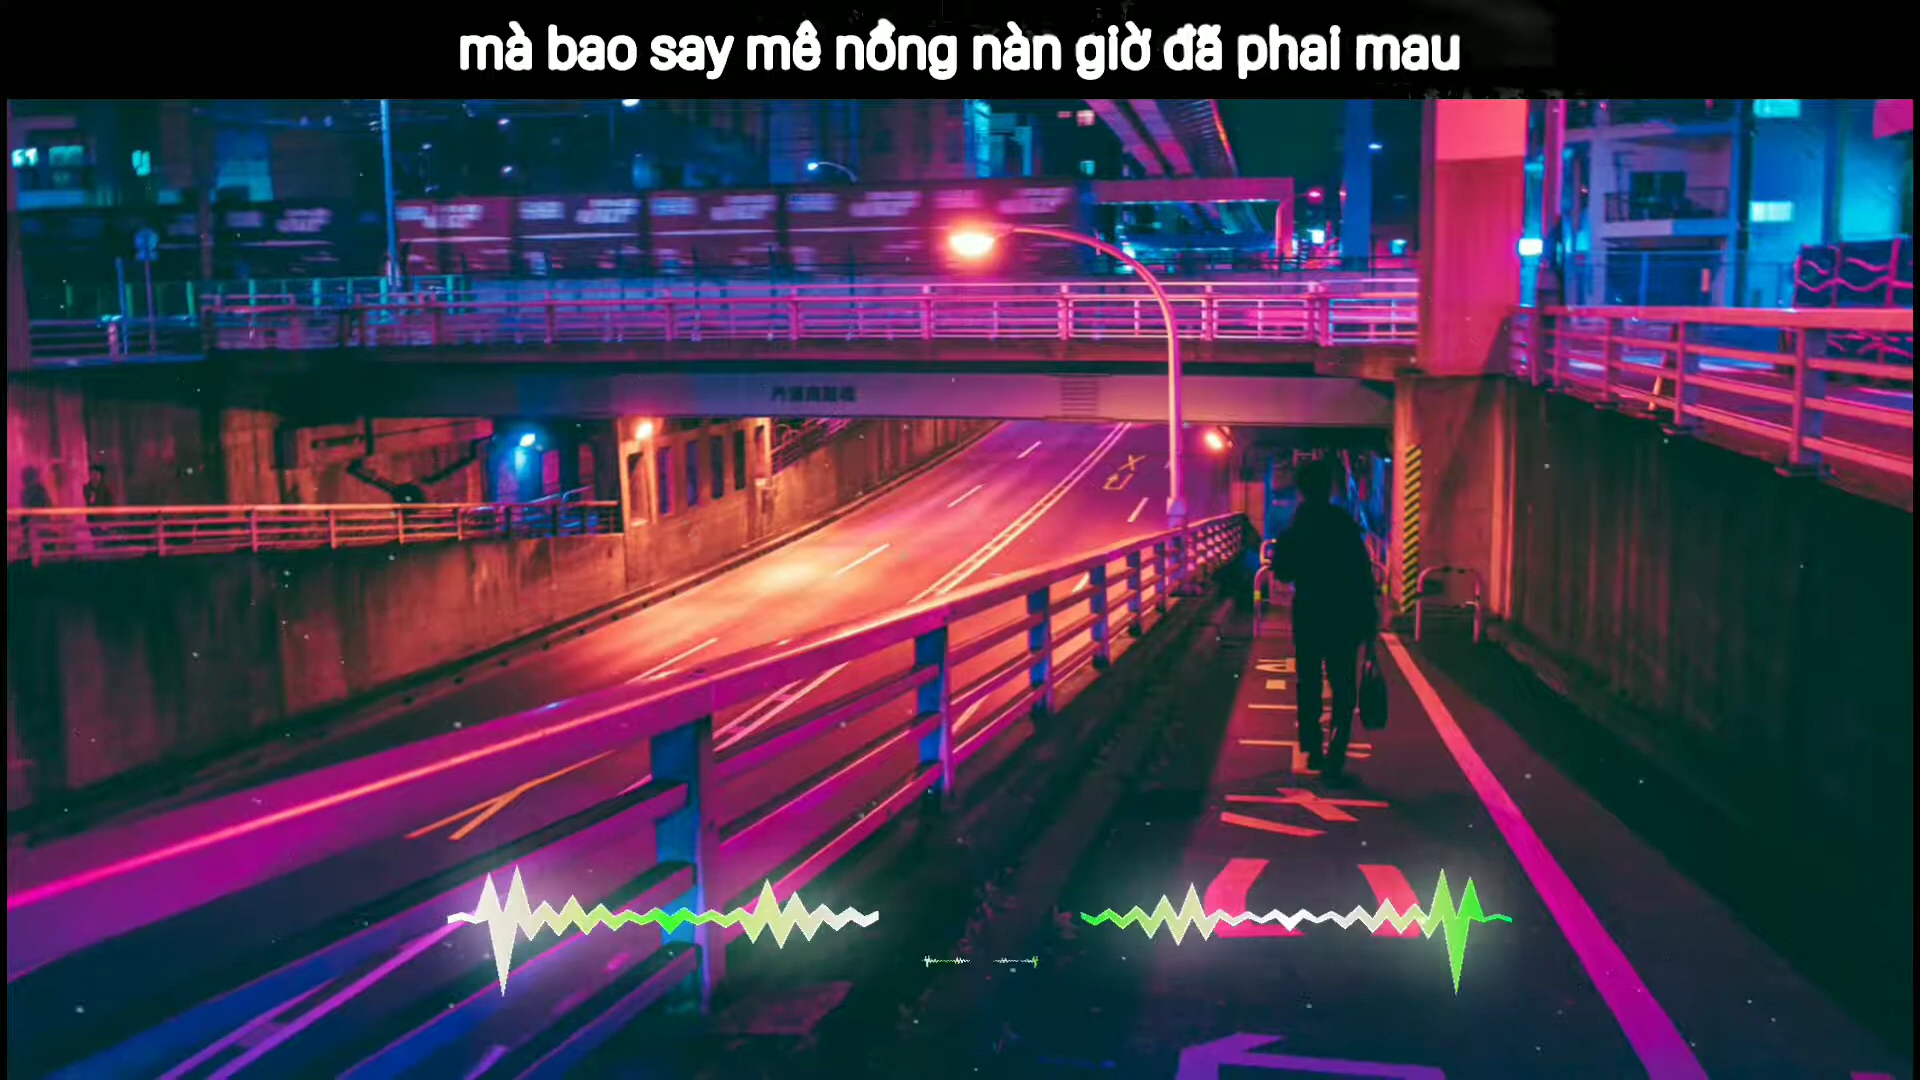 mà bao say mê nồng nàn giờ đã phai mau